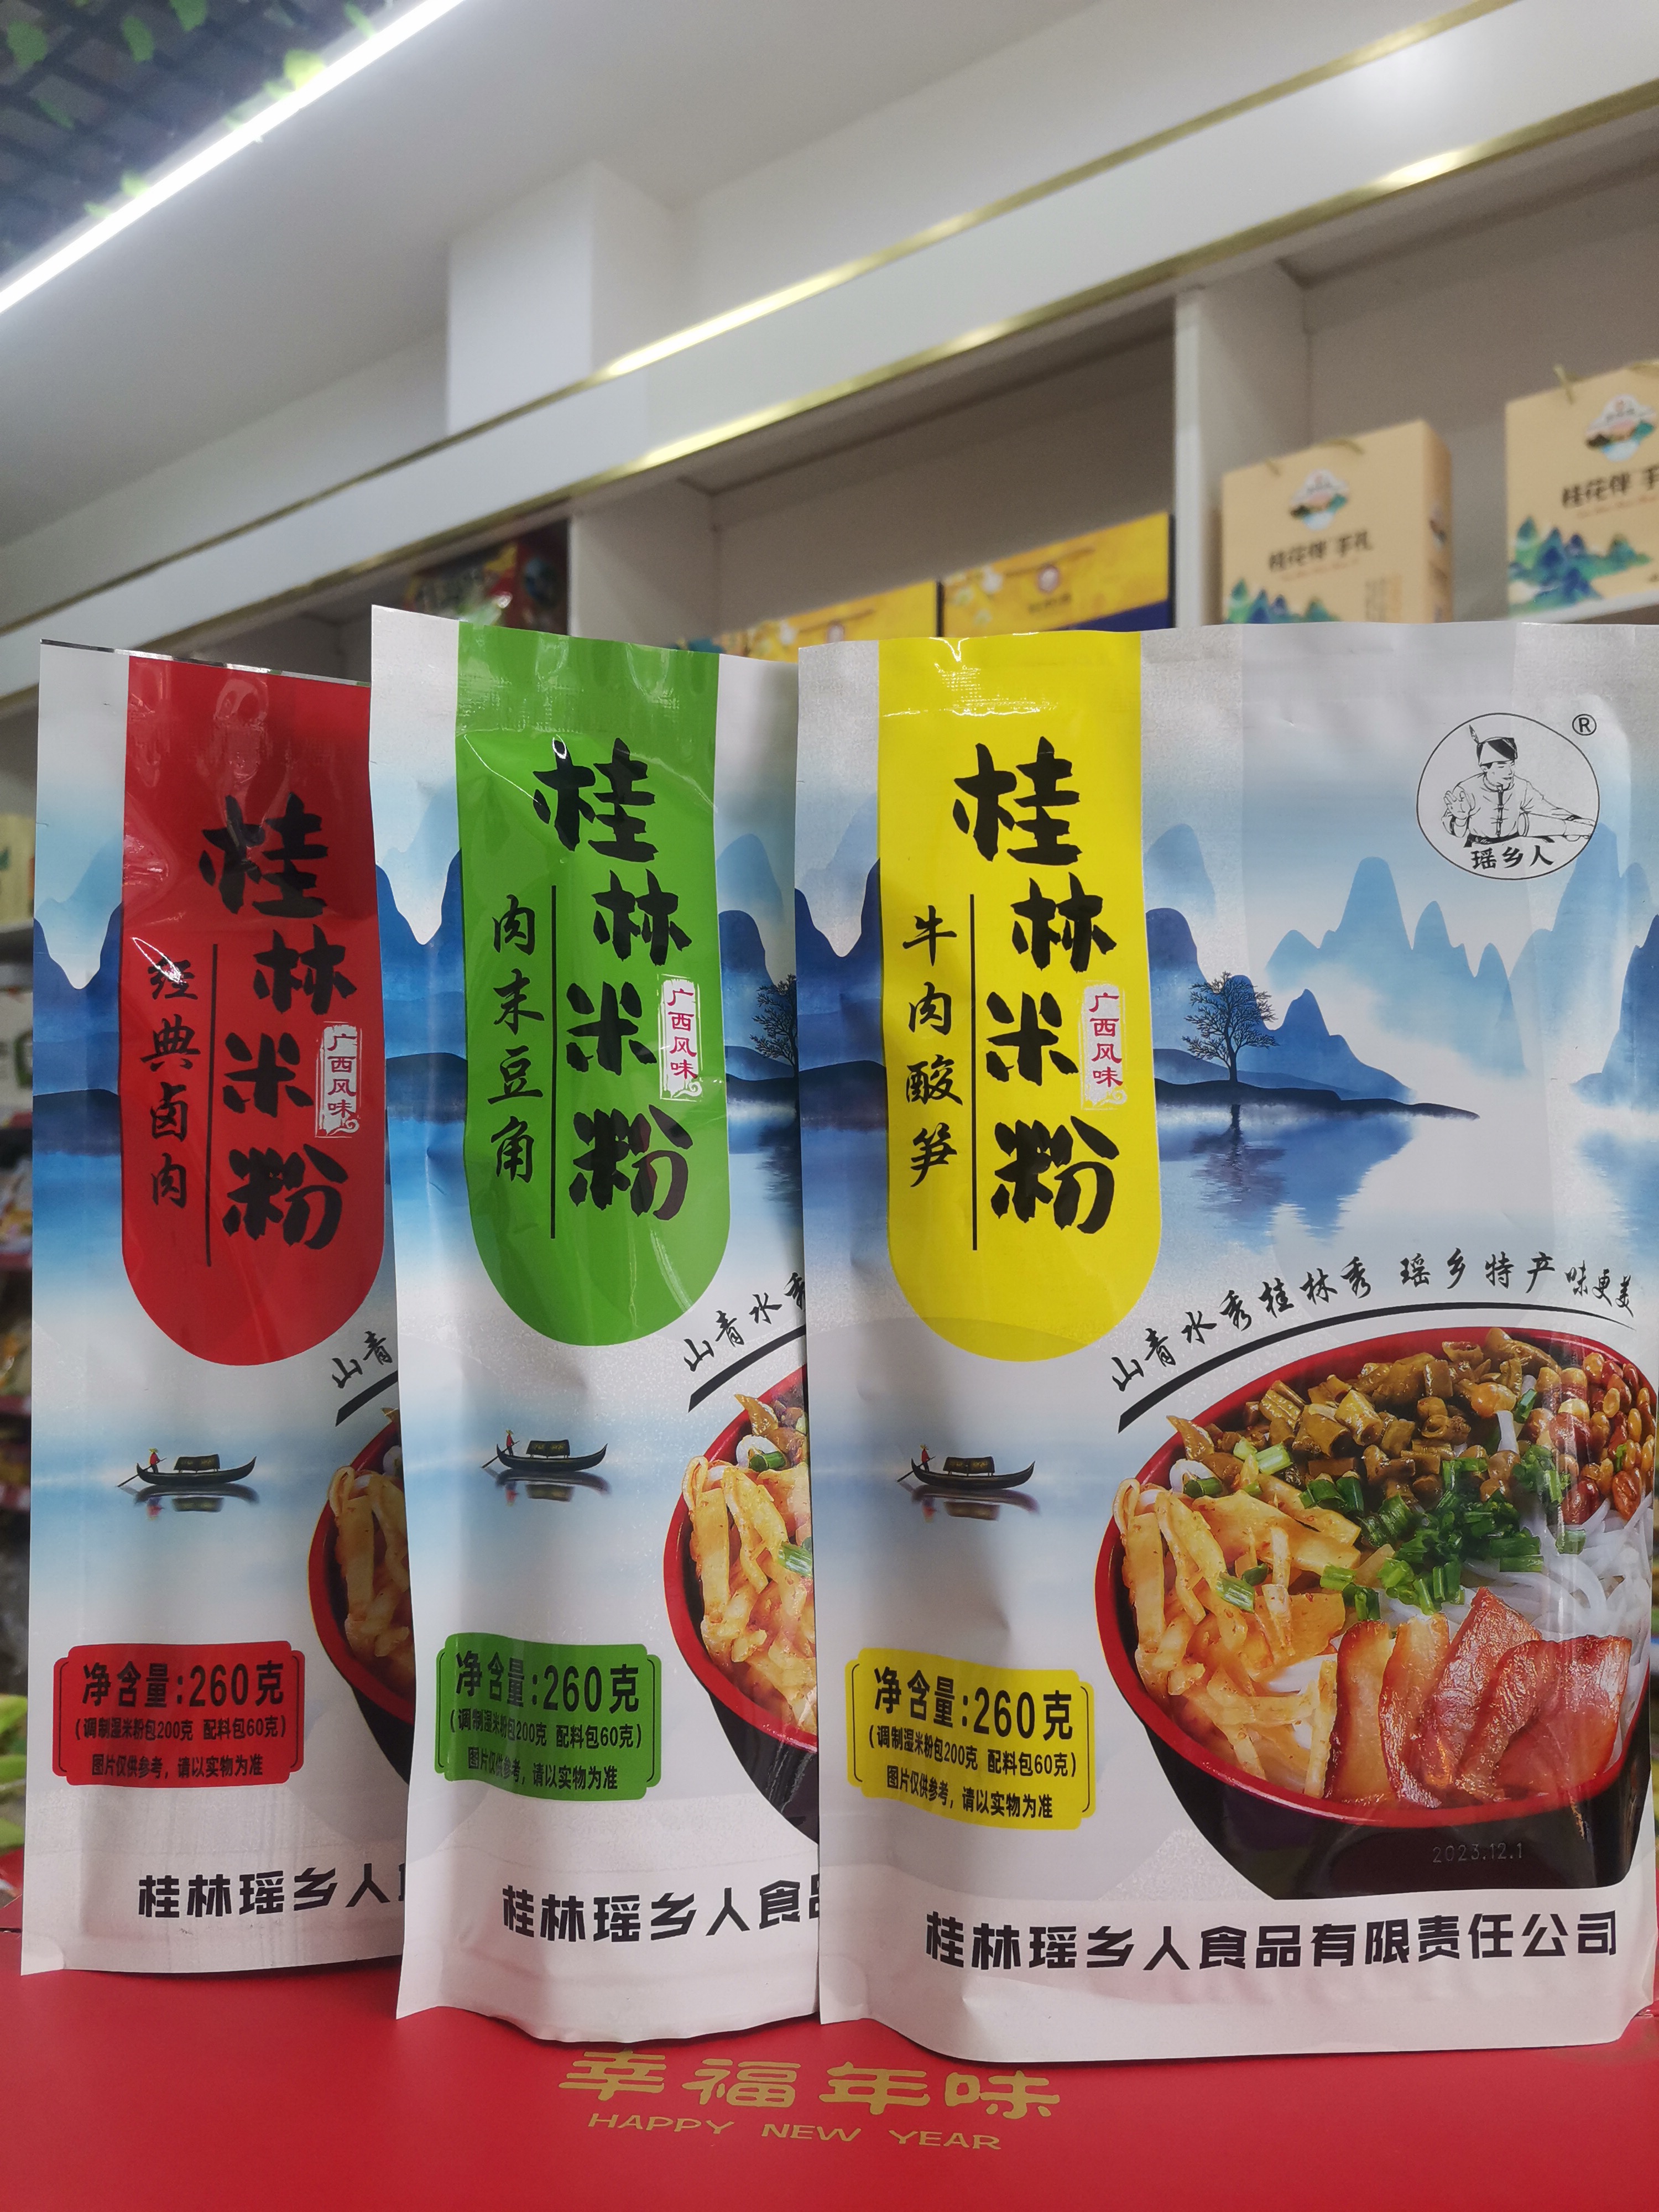 桂花伴手礼
桂花伴手
桂林米粉
经典卤肉
广西风味
山青
净含量:260克
(调制湿米粉包200克 配料包60克)
图片仅供参考，请以实物为准
桂林瑶乡人
桂林米粉
肉末豆角
广西风味
山青水秀
净含量:260克
(调制湿米粉包200克 配料包60克)
图片仅供参考，请以实物为准
桂林瑶乡人食品
桂林米粉
牛肉酸笋
广西风味
®
瑶乡人
山青水秀桂林秀 瑶乡特产味更美
净含量:260克
(调制湿米粉包200克 配料包60克)
图片仅供参考，请以实物为准
2023.12.1
桂林瑶乡人食品有限责任公司
幸福年味
HAPPY NEW YEAR